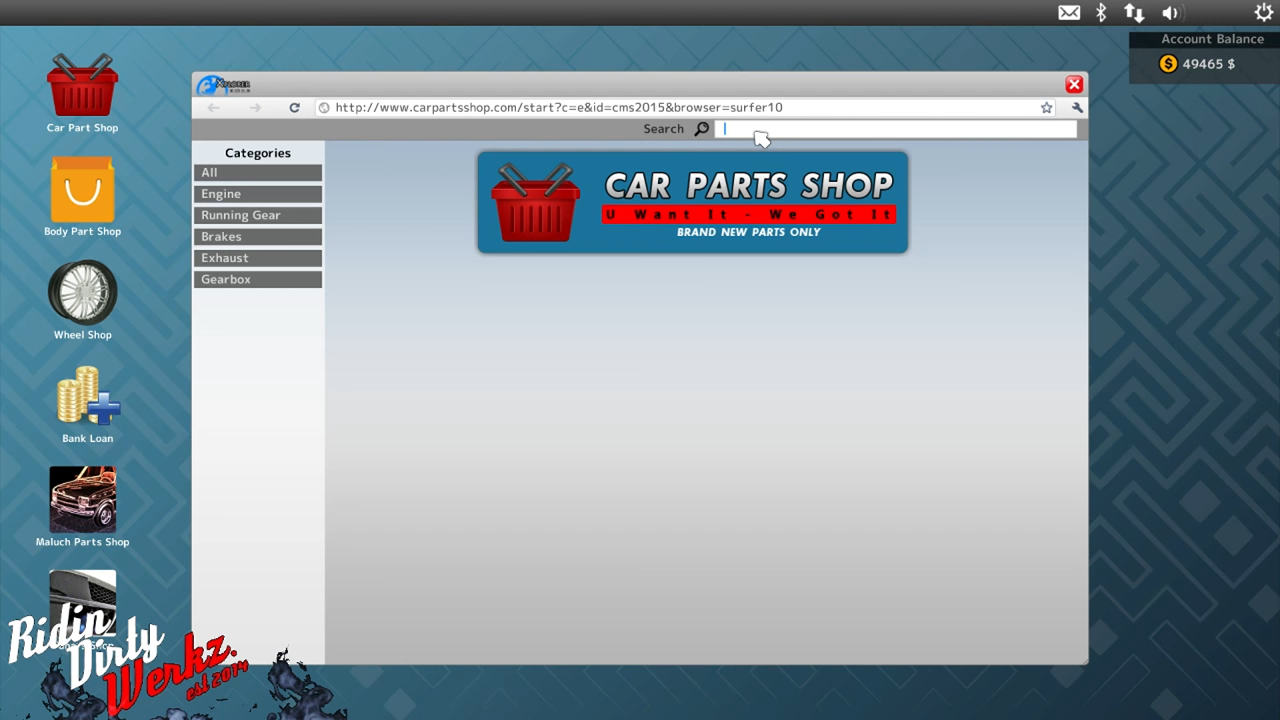 Account Balance
49465 $
Car Part Shop
Body Part Shop
Wheel Shop
Bank Loan
Maluch Parts Shop
XPLORER
http://www.carpartsshop.com/start?c=e&id=cms2015&browser=surfer10
Search
Categories
All
Engine
Running Gear
Brakes
Exhaust
Gearbox
CAR PARTS SHOP
U Want It - We Got It
BRAND NEW PARTS ONLY
Ridin
Dirty
Werkz.
est 2014